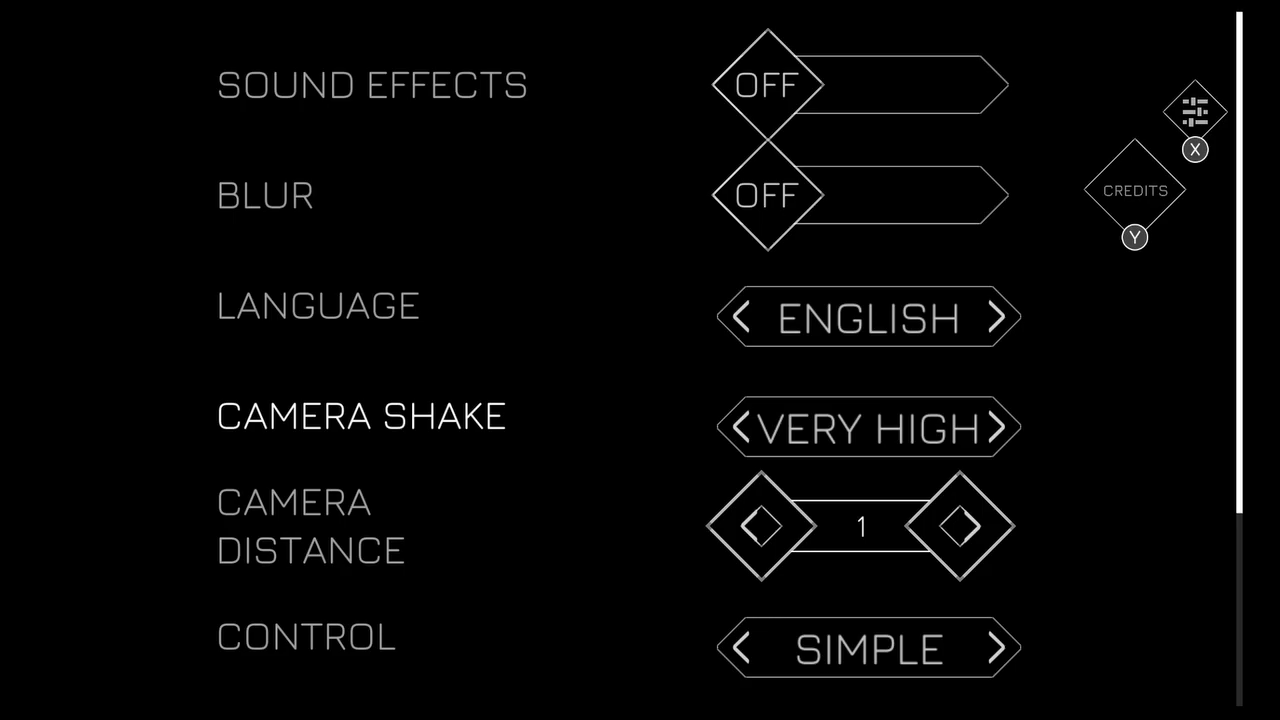 SOUND EFFECTS
OFF
X
BLUR
OFF
CREDITS
Y
LANGUAGE
ENGLISH
CAMERA SHAKE
VERY HIGH
CAMERA
DISTANCE
1
CONTROL
SIMPLE